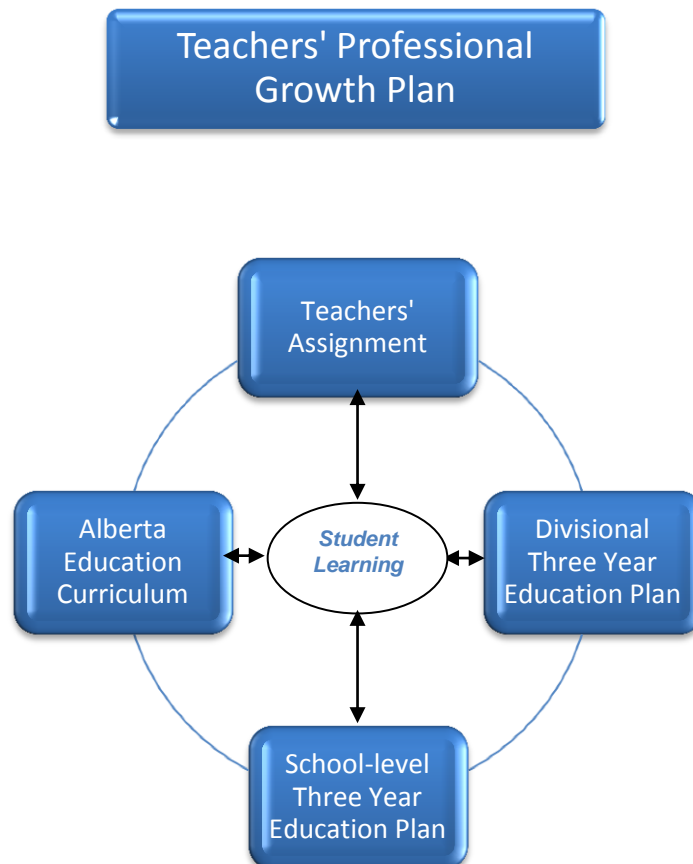 Teachers' Professional
Growth Plan
Teachers'
Assignment
Alberta
Education
Curriculum
Student
Learning
Divisional
Three Year
Education Plan
School-level
Three Year
Education Plan